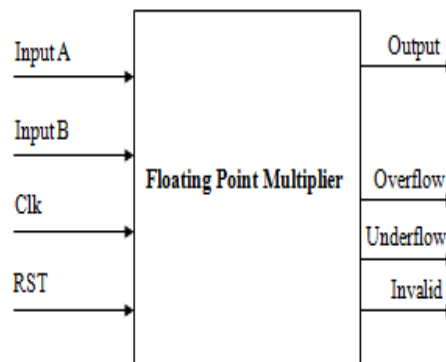 Input A
Input B
Clk
RST
Floating Point Multiplier
Output
Overflow
Underflow
Invalid